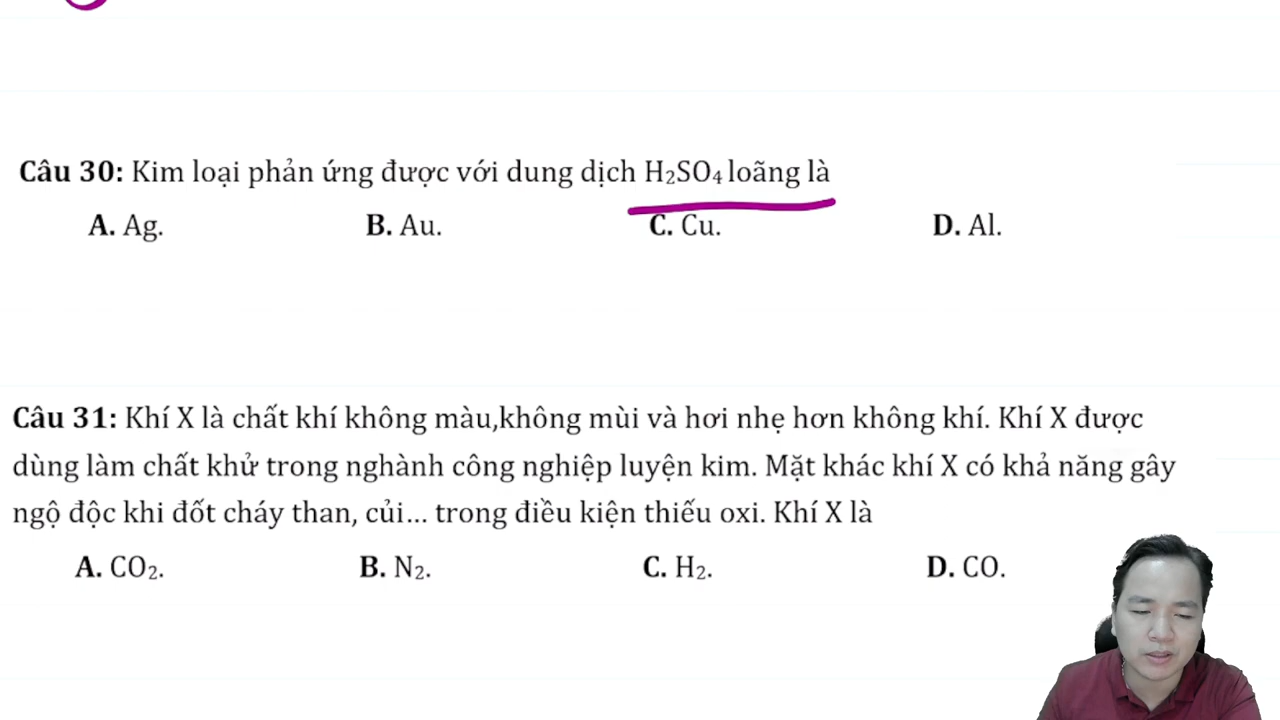 Câu 30: Kim loại phản ứng được với dung dịch H₂SO₄ loãng là
A. Ag. B. Au. C. Cu. D. Al.
Câu 31: Khí X là chất khí không màu,không mùi và hơi nhẹ hơn không khí. Khí X được
dùng làm chất khử trong nghành công nghiệp luyện kim. Mặt khác khí X có khả năng gây
ngộ độc khi đốt cháy than, củi... trong điều kiện thiếu oxi. Khí X là
A. CO₂. B. N₂. C. H₂. D. CO.